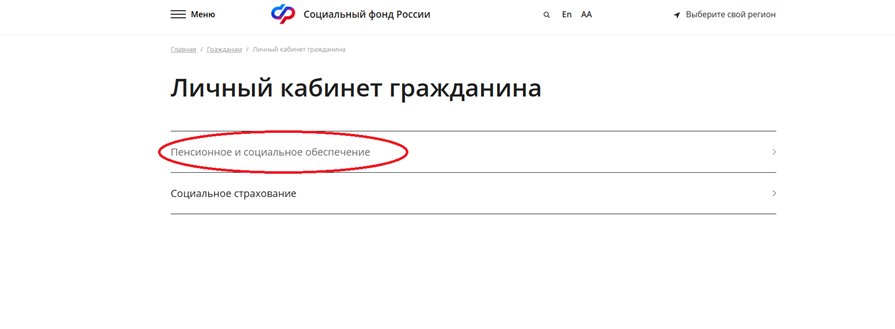 Меню Социальный фонд России En AA Выберите свой регион
Главная / Гражданам / Личный кабинет гражданина
Личный кабинет гражданина
Пенсионное и социальное обеспечение
Социальное страхование